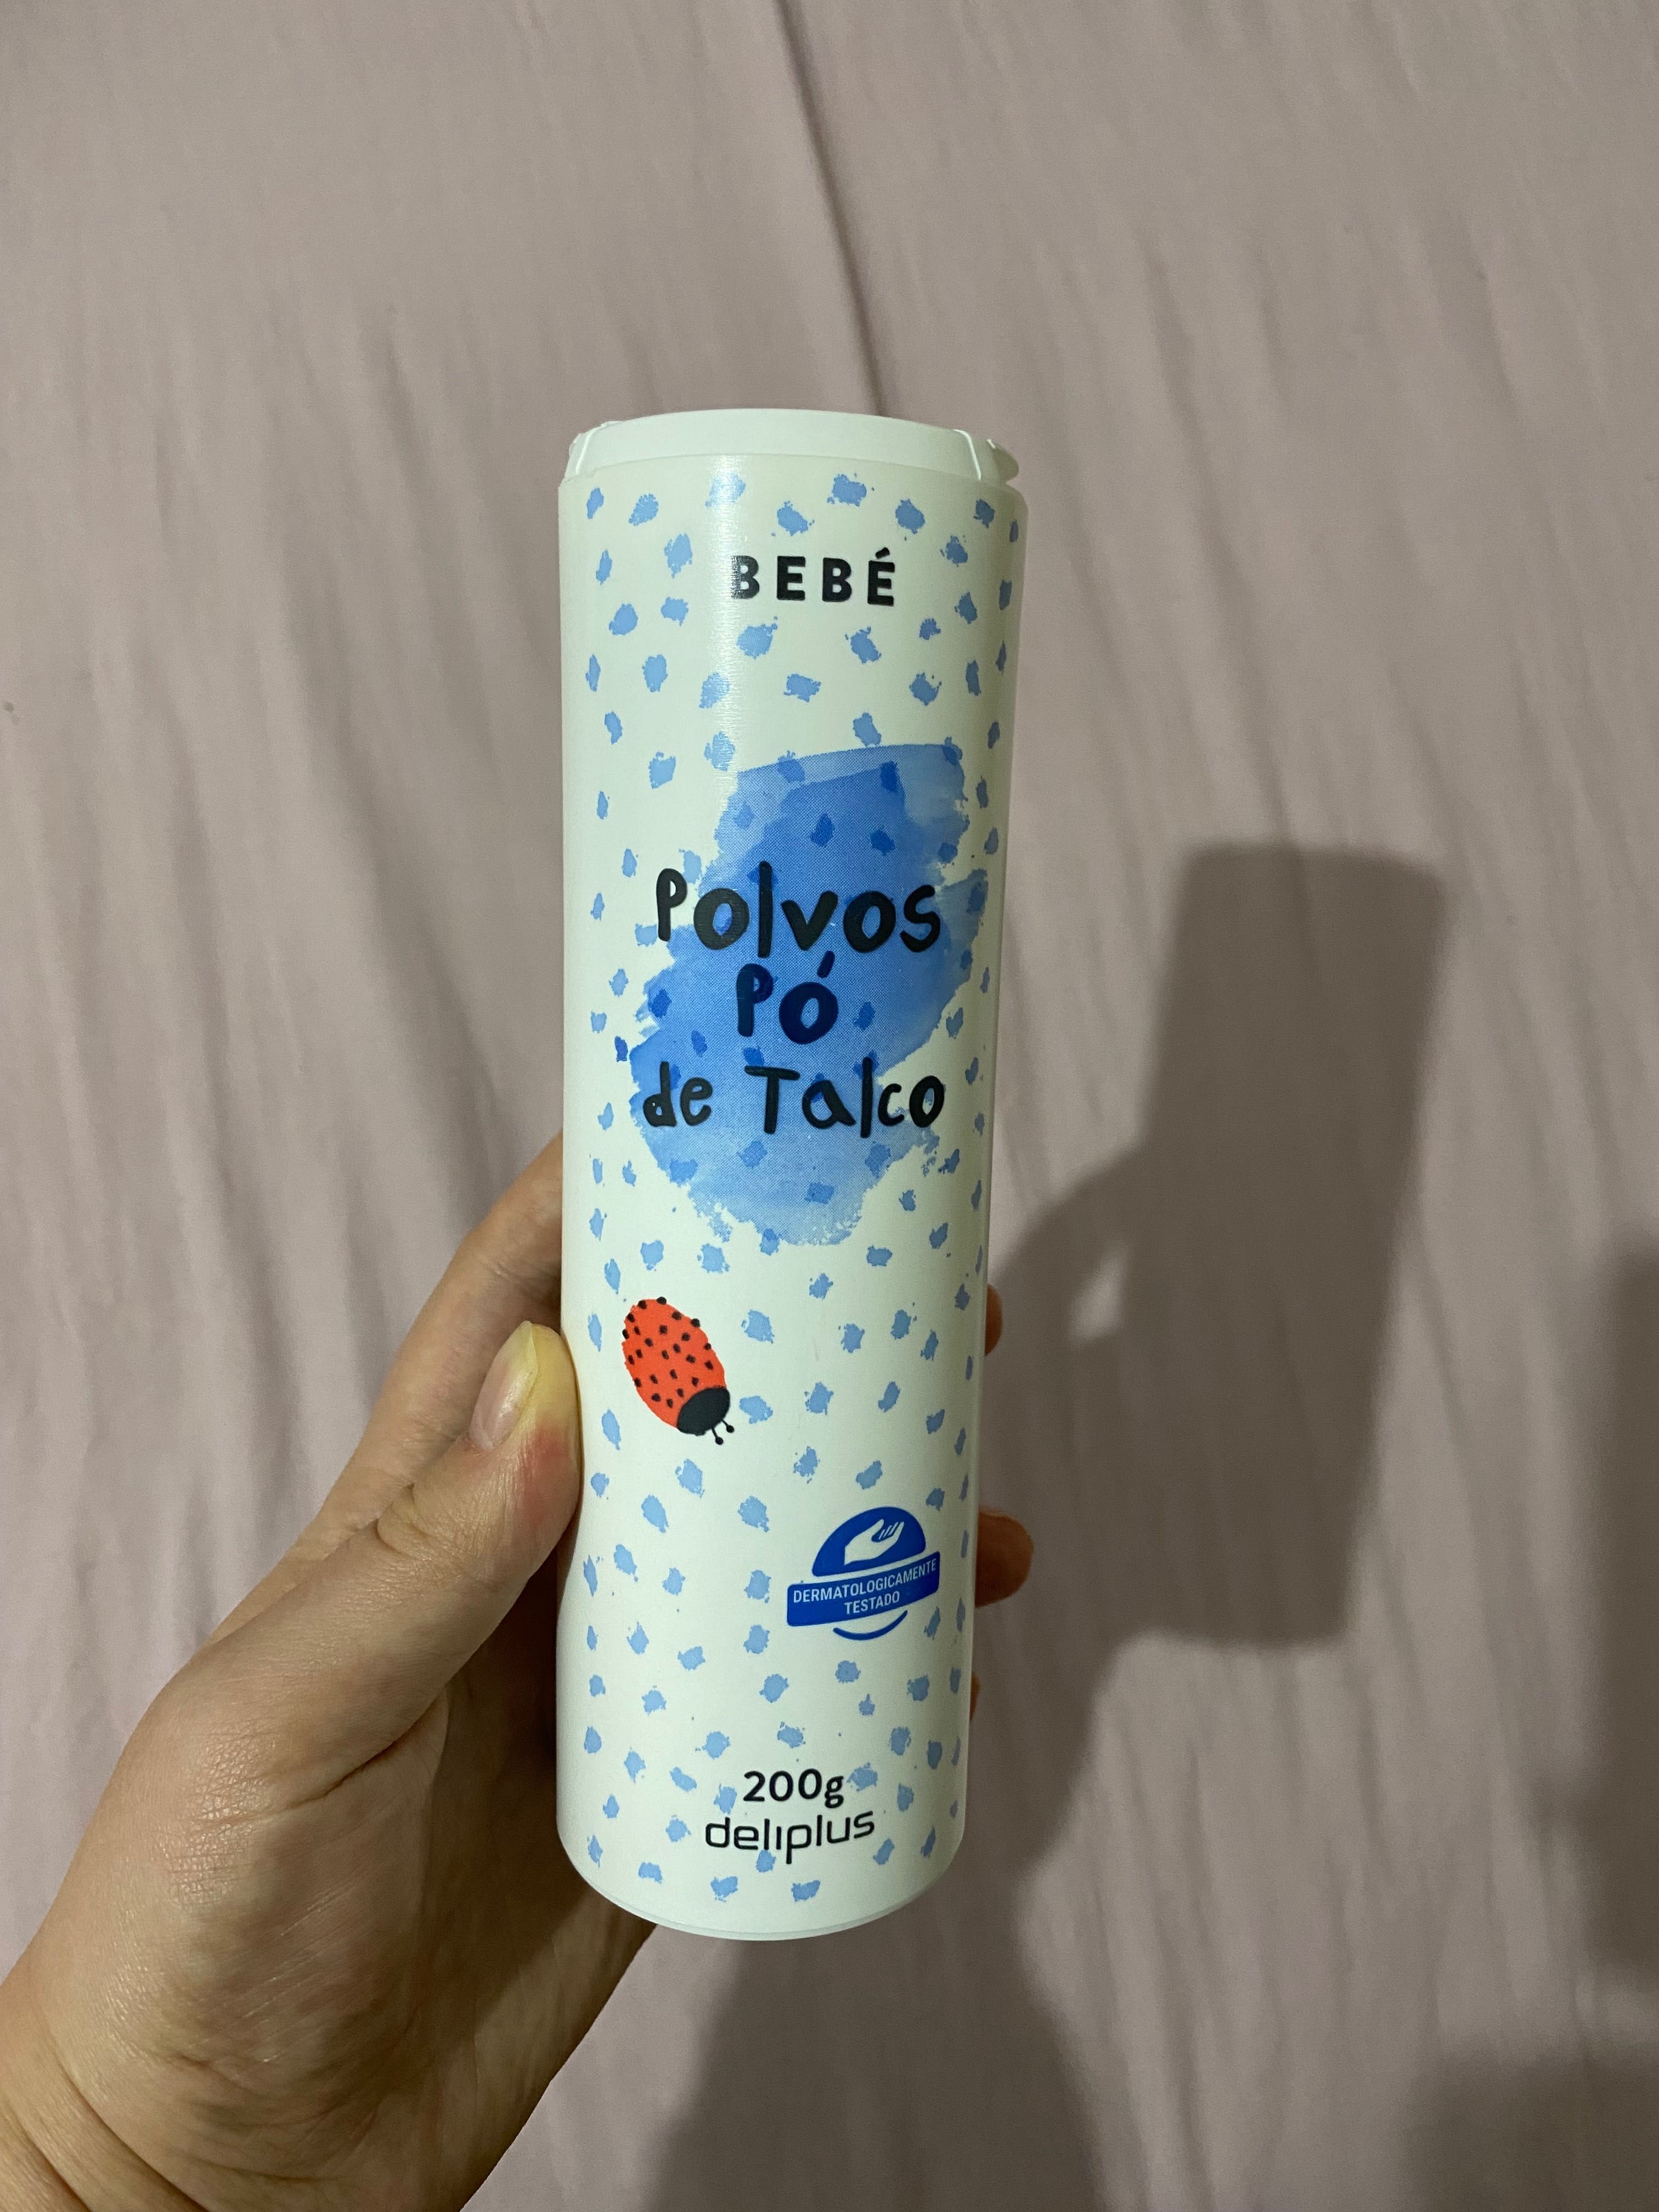 BEBÉ
Polvos
Pó
de Talco
DERMATOLOGICAMENTE
TESTADO
200g
deliplus